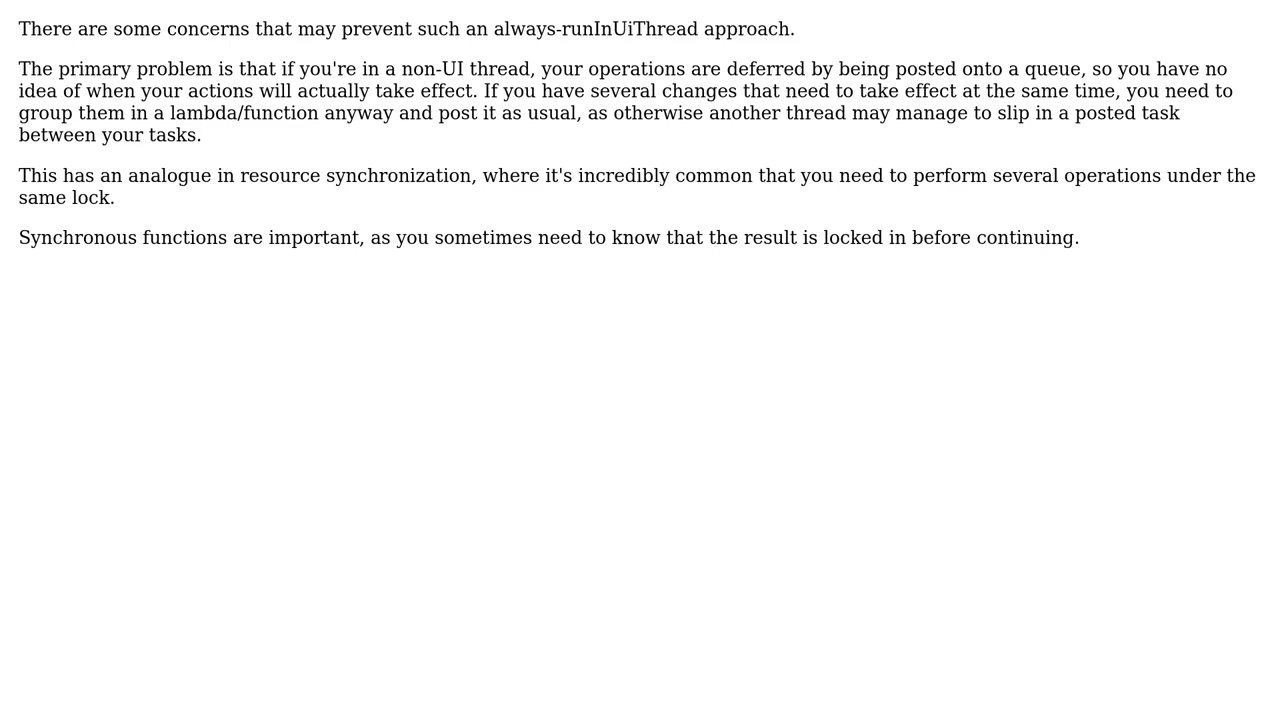 There are some concerns that may prevent such an always-runInUiThread approach.
The primary problem is that if you're in a non-UI thread, your operations are deferred by being posted onto a queue, so you have no
idea of when your actions will actually take effect. If you have several changes that need to take effect at the same time, you need to
group them in a lambda/function anyway and post it as usual, as otherwise another thread may manage to slip in a posted task
between your tasks.
This has an analogue in resource synchronization, where it's incredibly common that you need to perform several operations under the
same lock.
Synchronous functions are important, as you sometimes need to know that the result is locked in before continuing.